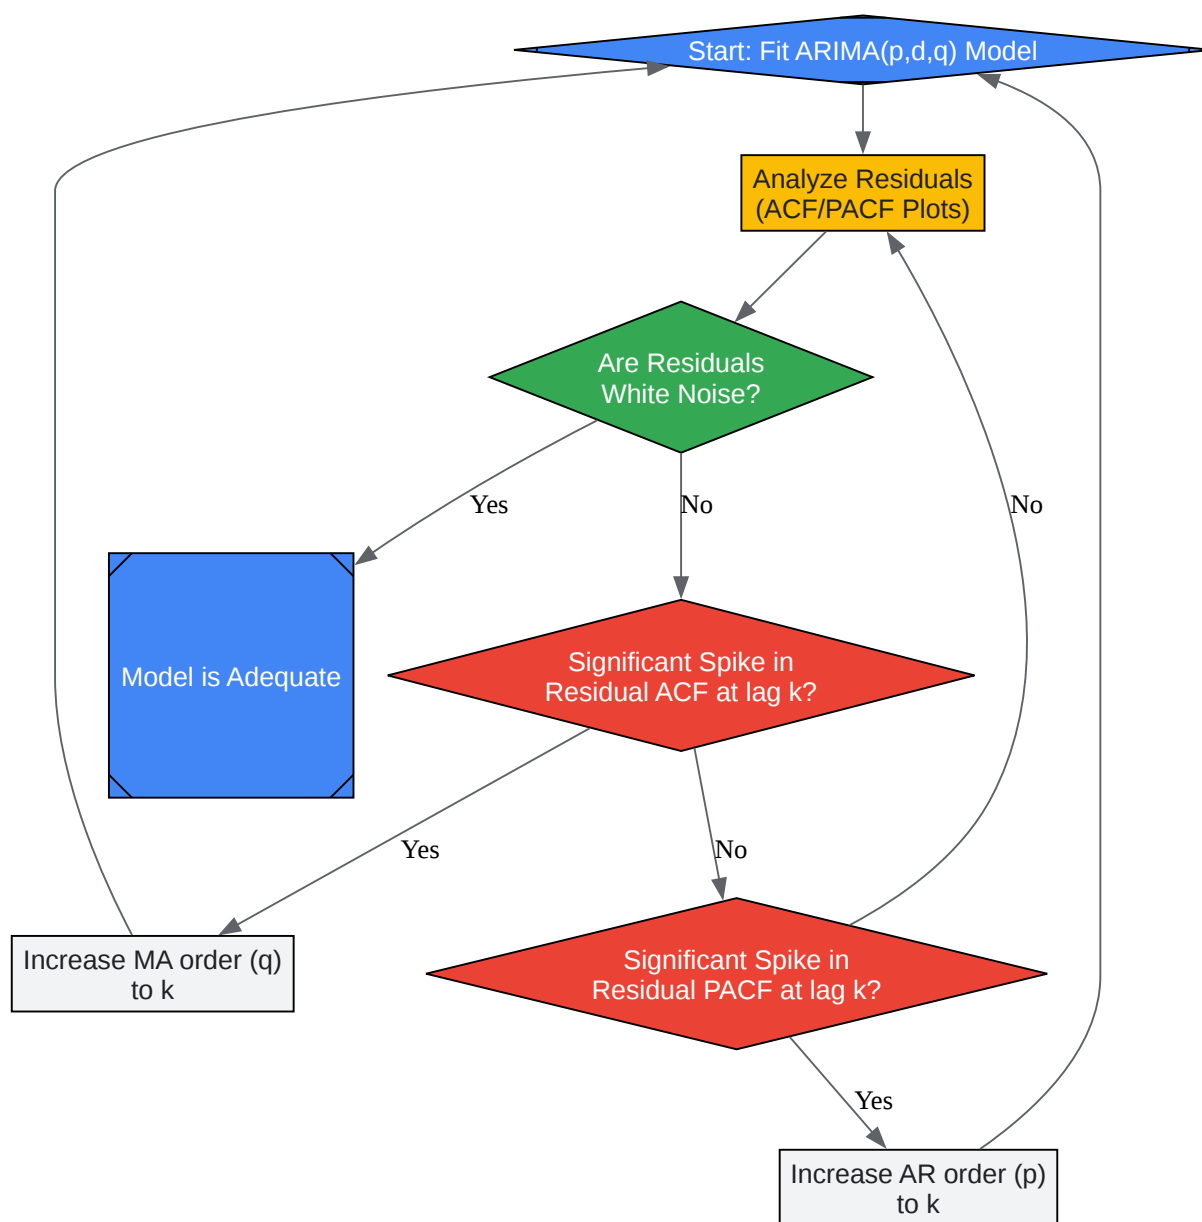 Start: Fit ARIMA(p,d,q) Model
Analyze Residuals
(ACF/PACF Plots)
Are Residuals
White Noise?
Yes
No
No
Model is Adequate
Significant Spike in
Residual ACF at lag k?
Yes
No
Increase MA order (q)
to k
Significant Spike in
Residual PACF at lag k?
Yes
Increase AR order (p)
to k